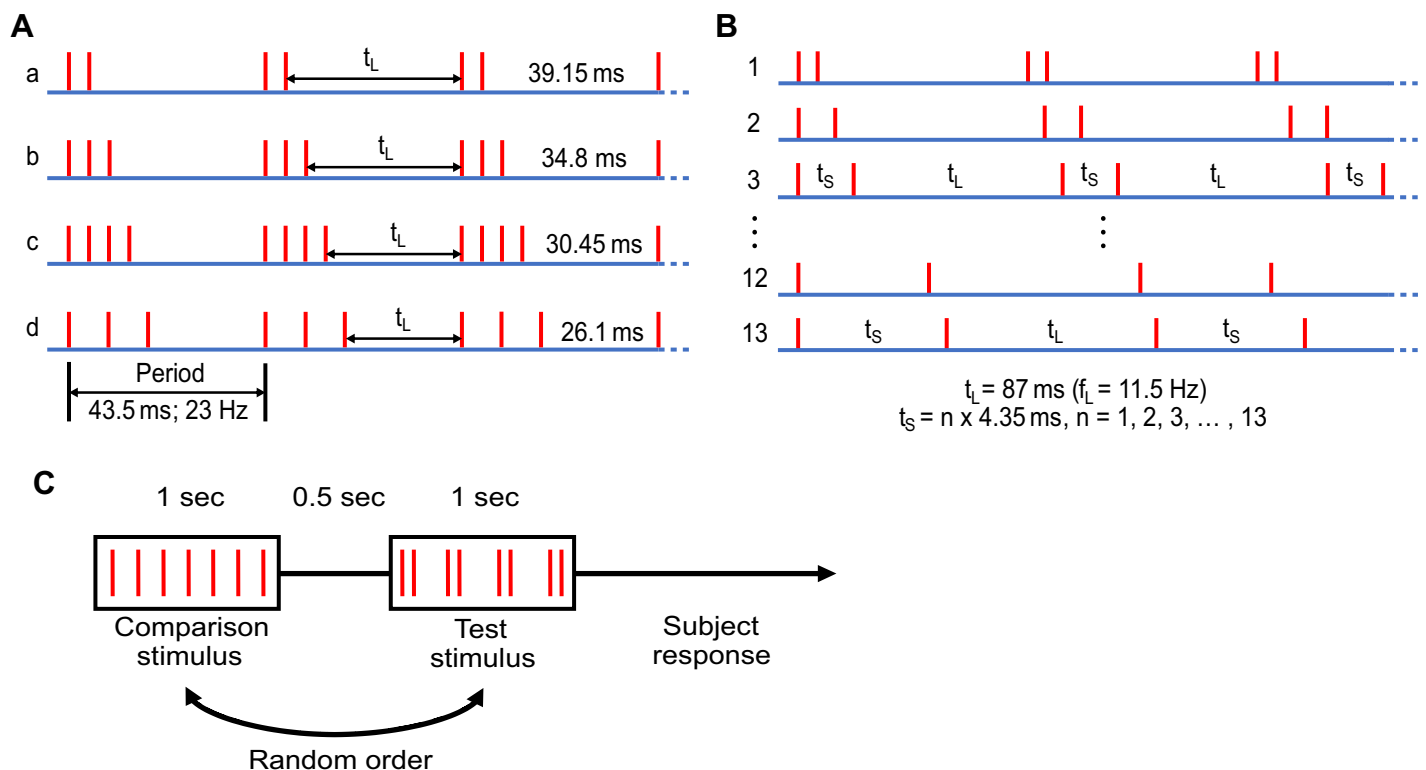 A
a
t_L
39.15 ms
b
t_L
34.8 ms
c
t_L
30.45 ms
d
t_L
26.1 ms
Period
43.5 ms; 23 Hz
B
1
2
3
t_S
t_L
t_S
t_L
t_S
12
13
t_S
t_L
t_S
t_L = 87 ms (f_L = 11.5 Hz)
t_S = n x 4.35 ms, n = 1, 2, 3, … , 13
C
1 sec
0.5 sec
1 sec
Comparison
stimulus
Test
stimulus
Subject
response
Random order